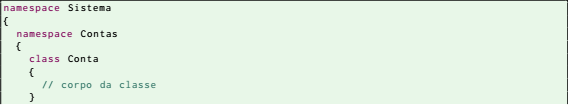 namespace Sistema
{
namespace Contas
{
class Conta
{
// corpo da classe
}